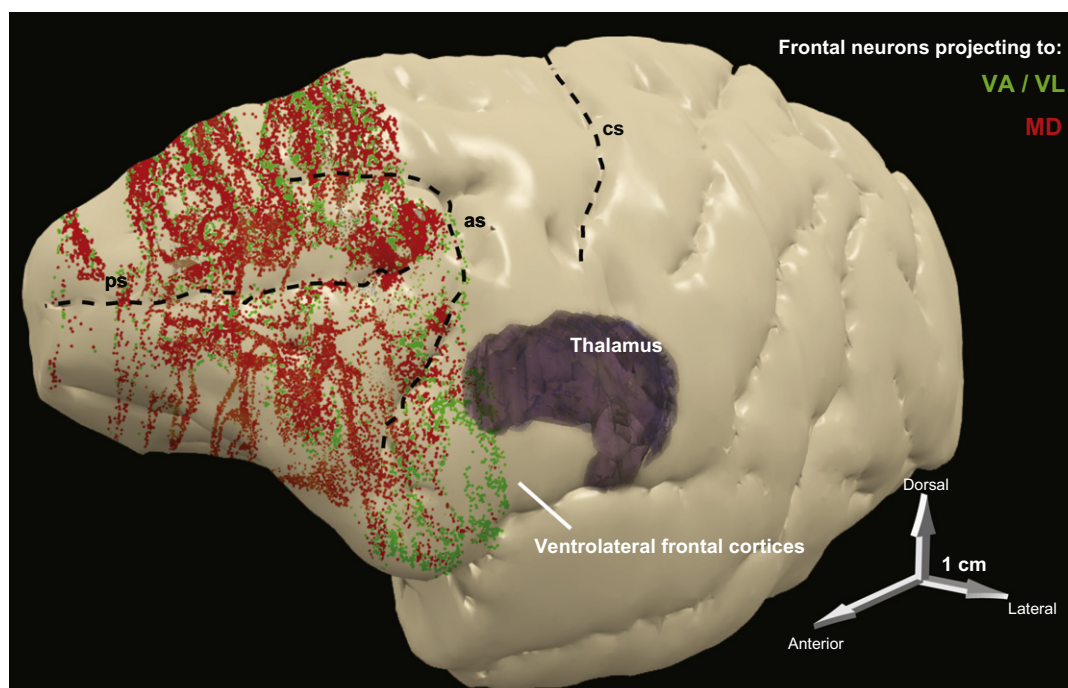 Frontal neurons projecting to:
VA / VL
MD
cs
as
ps
Thalamus
Ventrolateral frontal cortices
Dorsal
1 cm
Lateral
Anterior